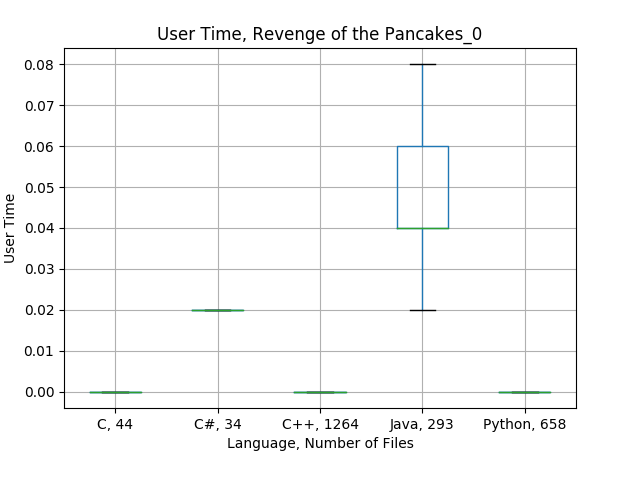 User Time, Revenge of the Pancakes_0
User Time
0.08
0.07
0.06
0.05
0.04
0.03
0.02
0.01
0.00
C, 44
C#, 34
C++, 1264
Java, 293
Python, 658
Language, Number of Files